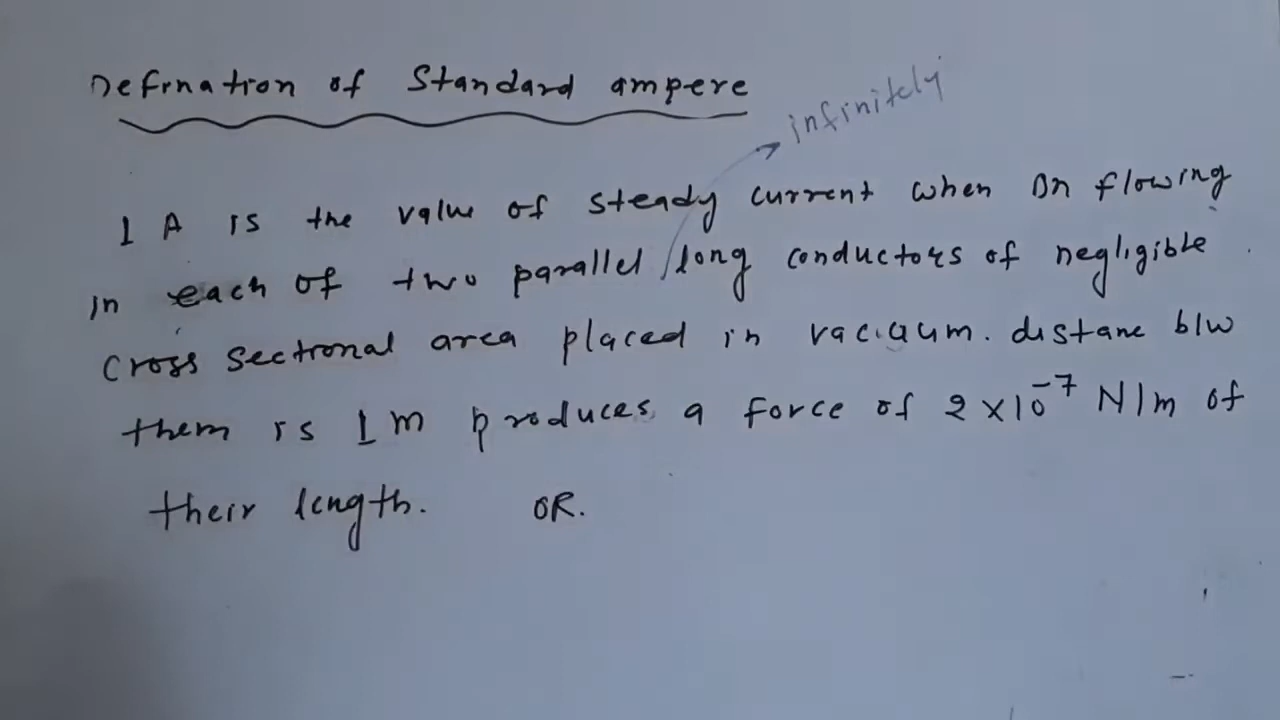 Defination of Standard ampere
infinitely
1 A is the value of steady current when on flowing
in each of two parallel / long conductors of negligible
cross sectional area placed in vacuum. distane b/w
them is 1 m produces a force of 2 × 10⁻⁷ N/m of
their length. OR.